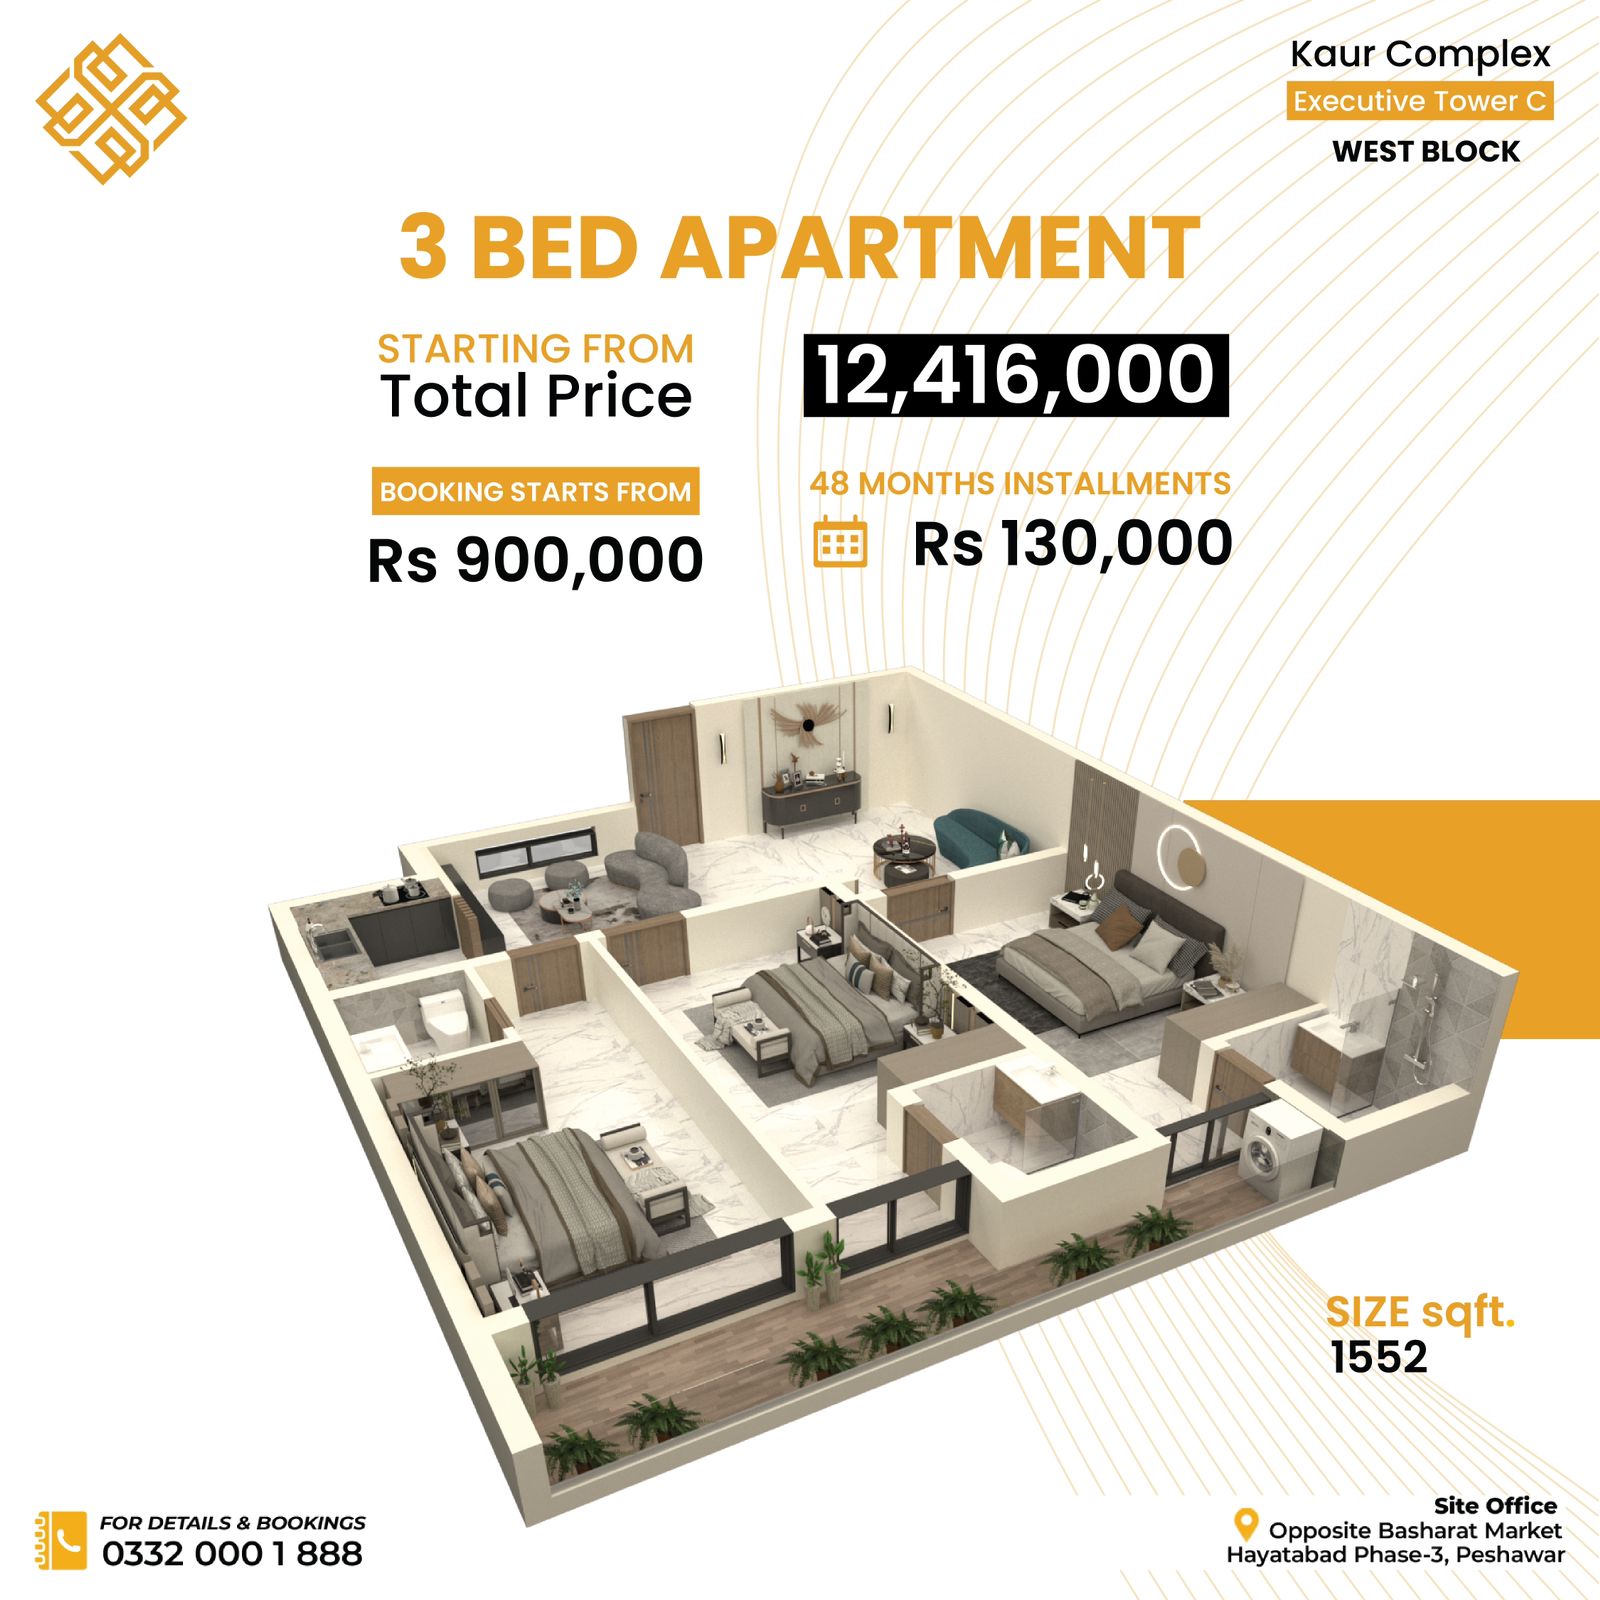 Kaur Complex
Executive Tower C
WEST BLOCK
3 BED APARTMENT
STARTING FROM
Total Price
12,416,000
BOOKING STARTS FROM
Rs 900,000
48 MONTHS INSTALLMENTS
Rs 130,000
SIZE sqft.
1552
FOR DETAILS & BOOKINGS
0332 000 1 888
Site Office
Opposite Basharat Market
Hayatabad Phase-3, Peshawar